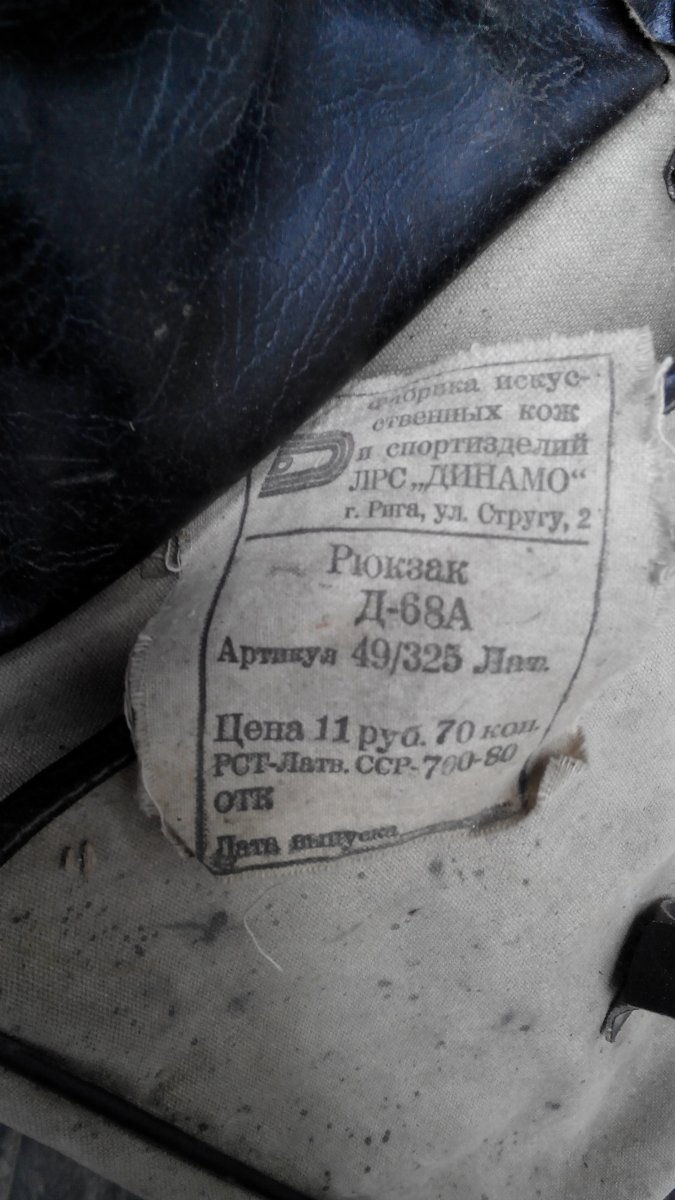 Фабрика искус-
ственных кож
и спортизделий
ЛРС „ДИНАМО“
г. Рига, ул. Стругу, 2
Рюкзак
Д-68А
Артикул 49/325 Лат.
Цена 11 руб. 70 коп.
РСТ-Латв. ССР-700-80
ОТК
Дата выпуска